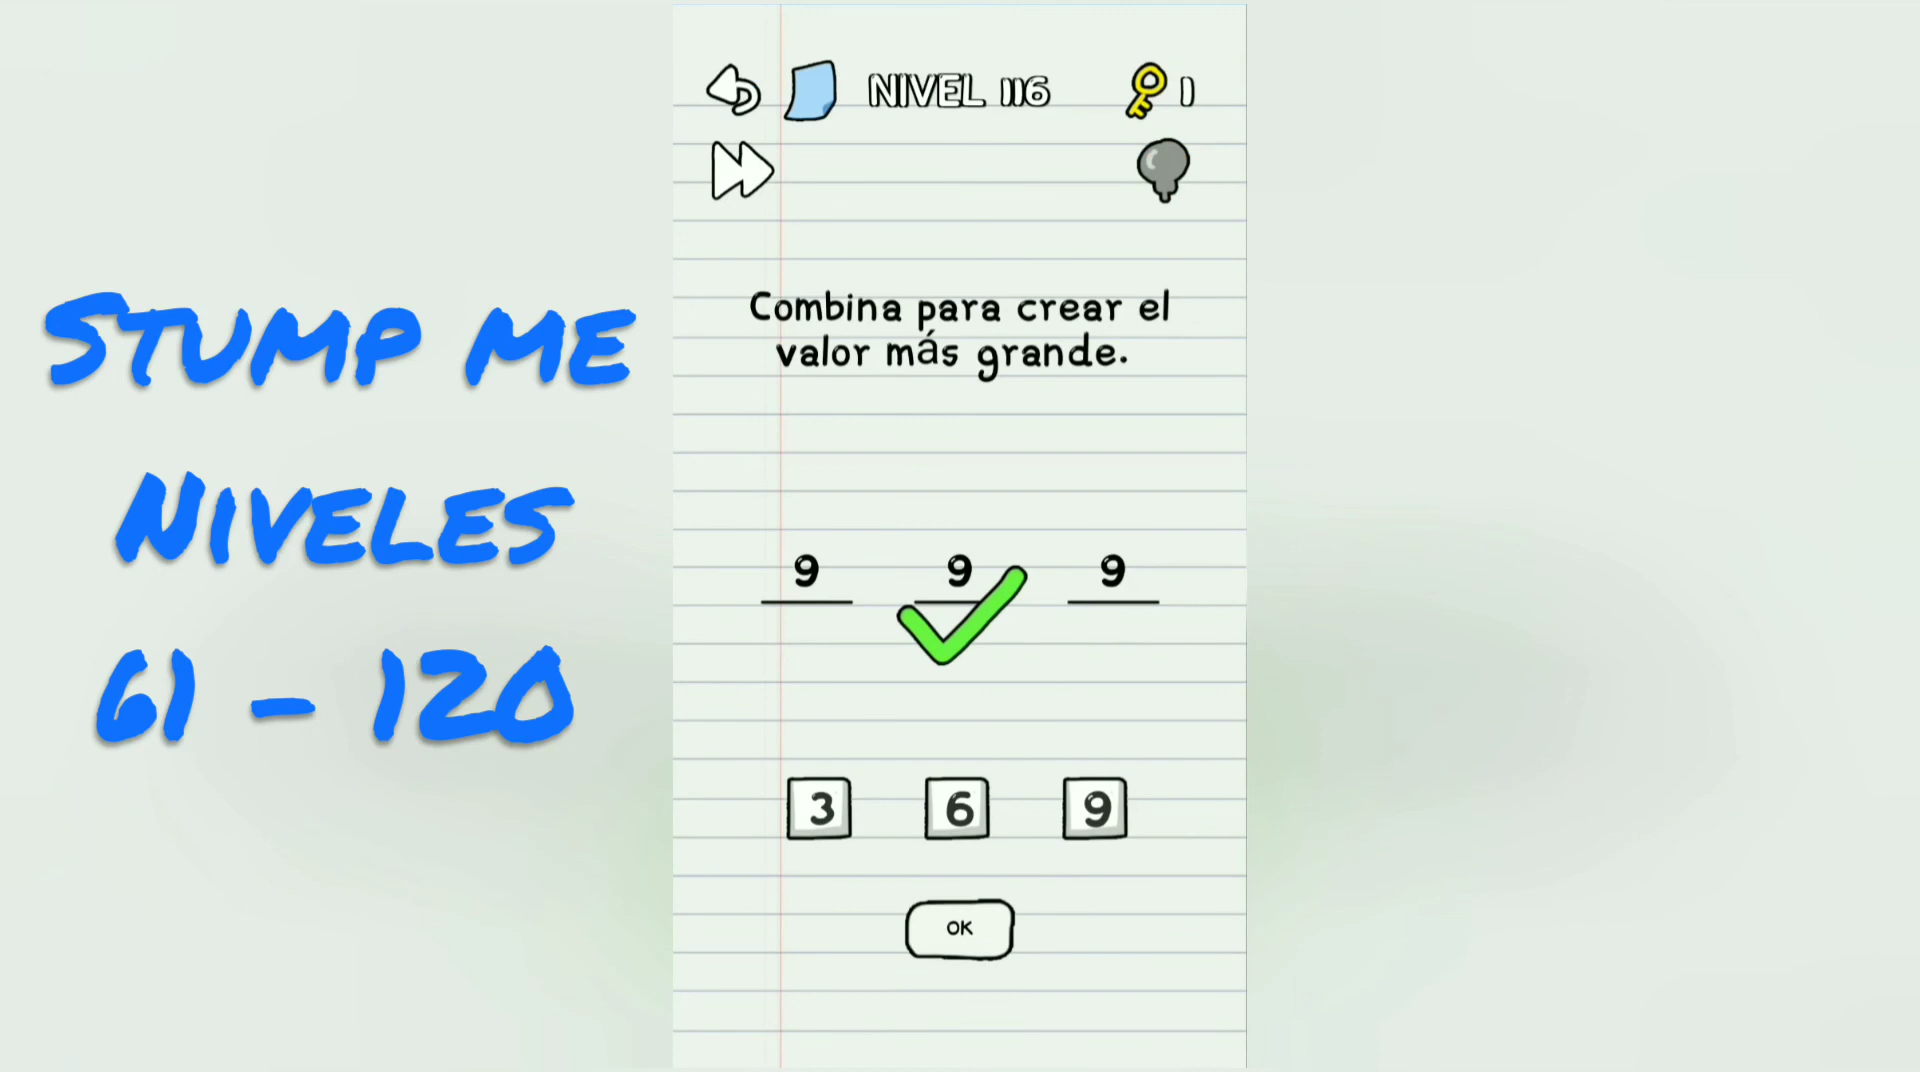 NIVEL 116
1
Combina para crear el
valor más grande.
STUMP ME
NIVELES
61 - 120
9 9 9
3 6 9
OK